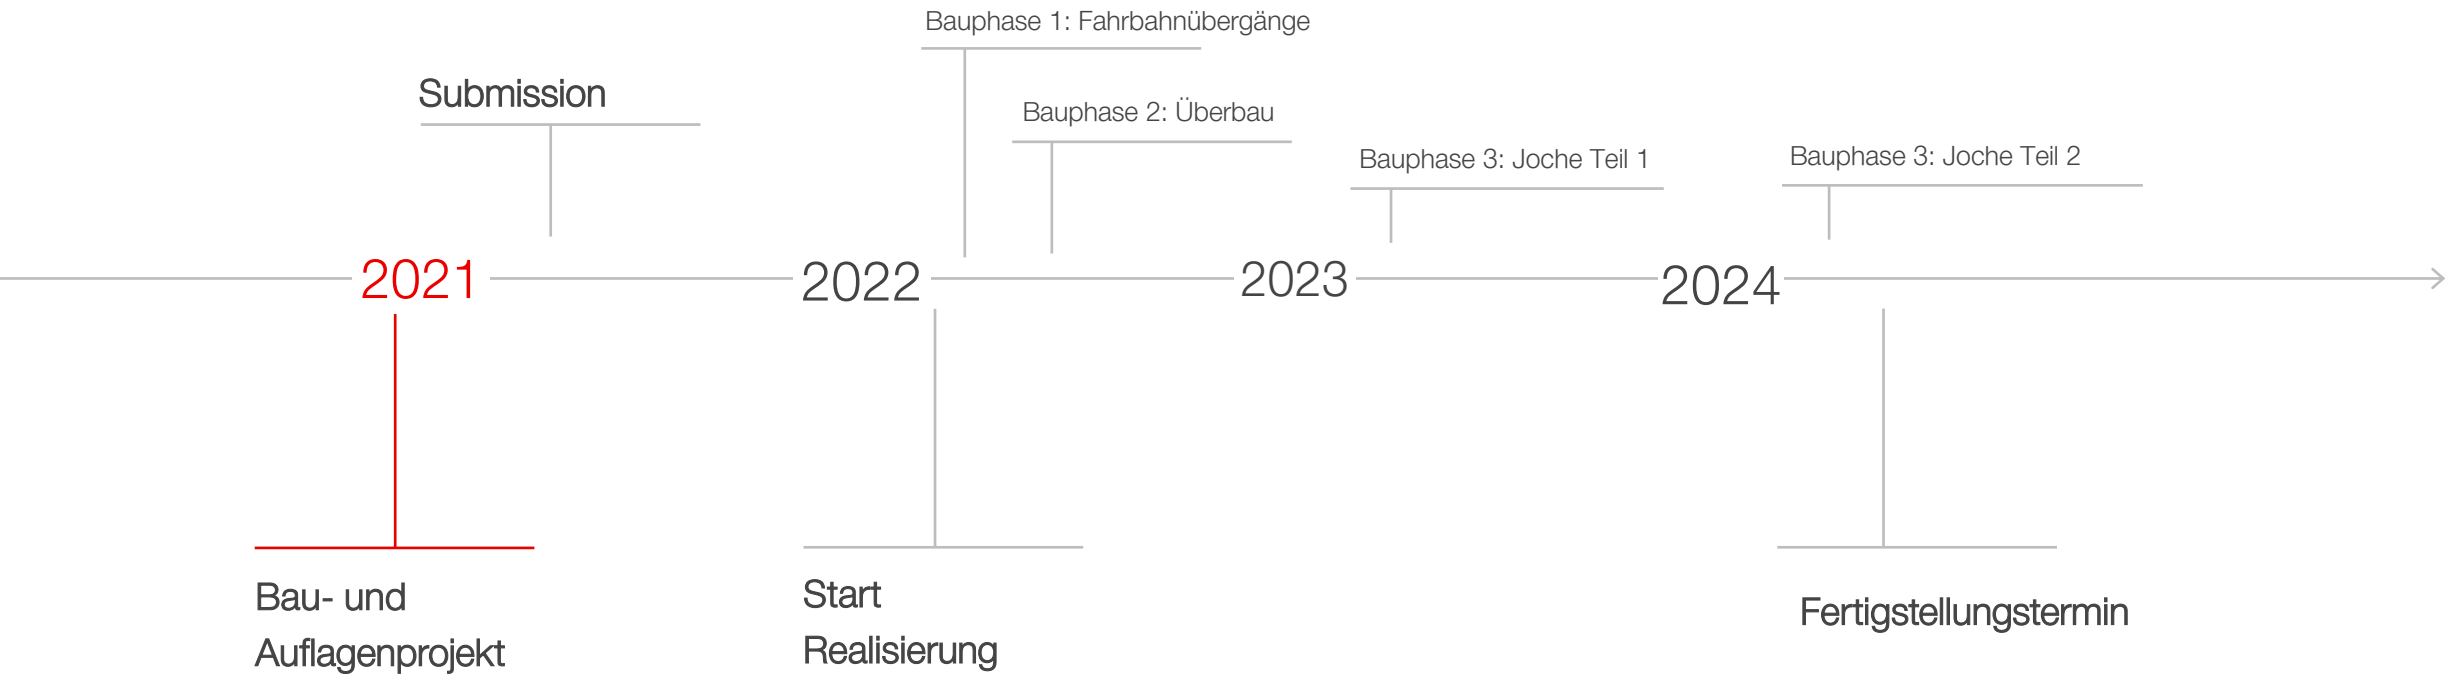 Bauphase 1: Fahrbahnübergänge
Submission
Bauphase 2: Überbau
Bauphase 3: Joche Teil 1
Bauphase 3: Joche Teil 2
2021
2022
2023
2024
Bau- und
Auflagenprojekt
Start
Realisierung
Fertigstellungstermin